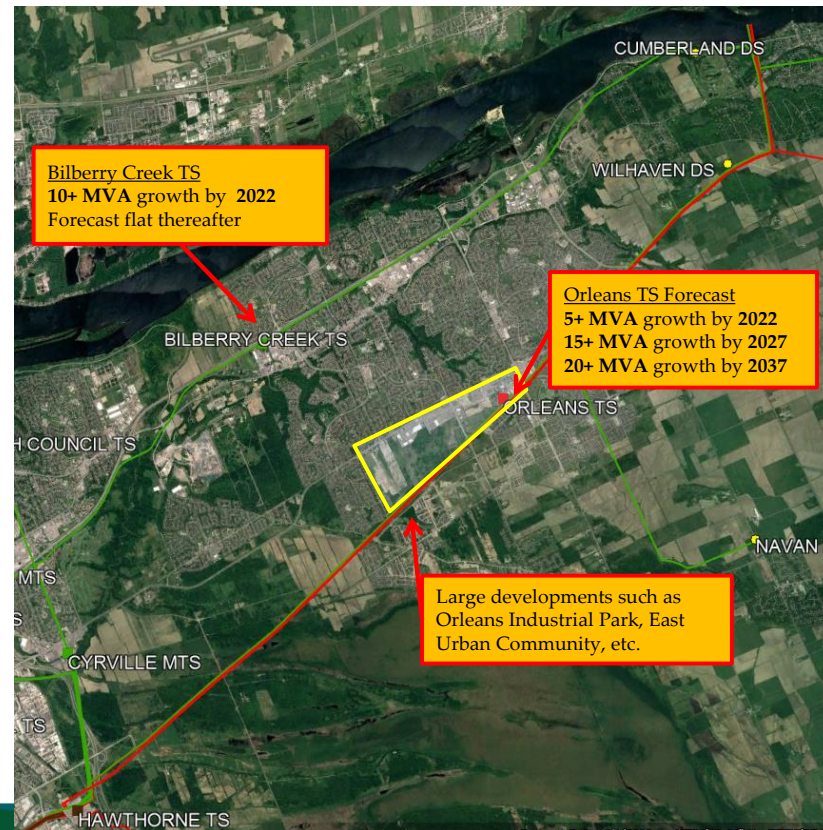 CUMBERLAND DS
Bilberry Creek TS
10+ MVA growth by 2022
Forecast flat thereafter
WILHAVEN DS
Orleans TS Forecast
5+ MVA growth by 2022
15+ MVA growth by 2027
20+ MVA growth by 2037
BILBERRY CREEK TS
ORLEANS TS
H COUNCIL TS
NAVAN
MTS
S
Large developments such as
Orleans Industrial Park, East
Urban Community, etc.
CYRVILLE MTS
TS
HAWTHORNE TS